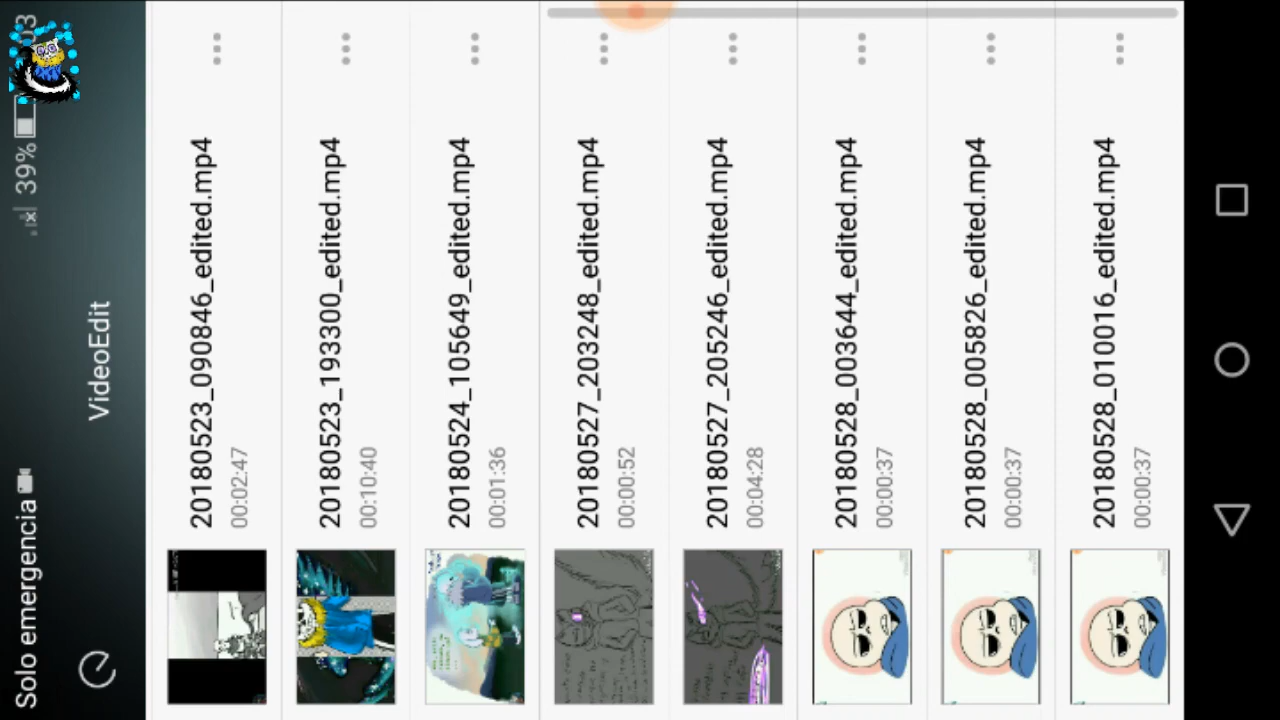 Solo emergencia
39%
03
VideoEdit
20180523_090846_edited.mp4
00:02:47
20180523_193300_edited.mp4
00:10:40
20180524_105649_edited.mp4
00:01:36
20180527_203248_edited.mp4
00:00:52
20180527_205246_edited.mp4
00:04:28
20180528_003644_edited.mp4
00:00:37
20180528_005826_edited.mp4
00:00:37
20180528_010016_edited.mp4
00:00:37